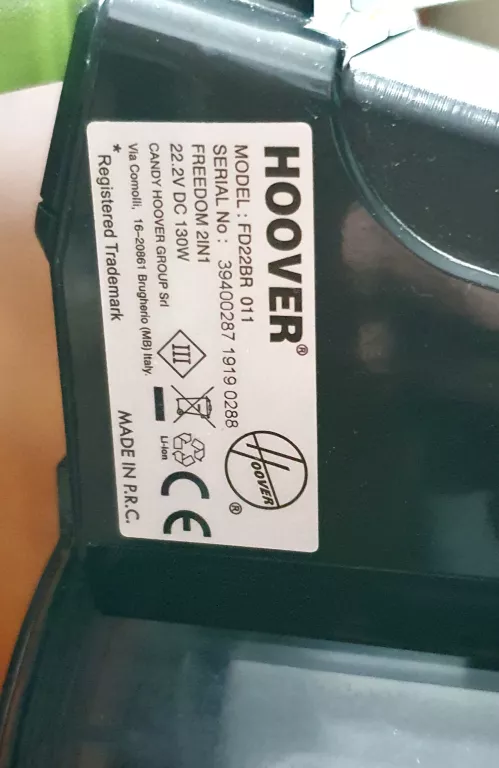 HOOVER®
MODEL : FD22BR 011
SERIAL No : 39400287 1919 0288
FREEDOM 2IN1
22.2V DC 130W
CANDY HOOVER GROUP Srl
Via Comolli, 16-20861 Brugherio (MB) Italy
* Registered Trademark
III
HOOVER
®
Li-ion
CE
MADE IN P.R.C.